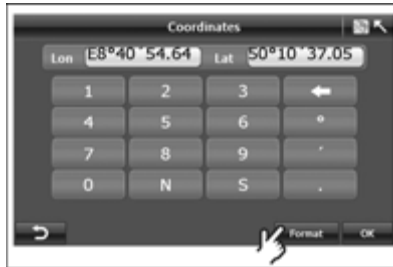 Coordinates
Lon E8°40´54.64 Lat 50°10´37.05
1 2 3
4 5 6 °
7 8 9 ´
0 N S .
Format OK